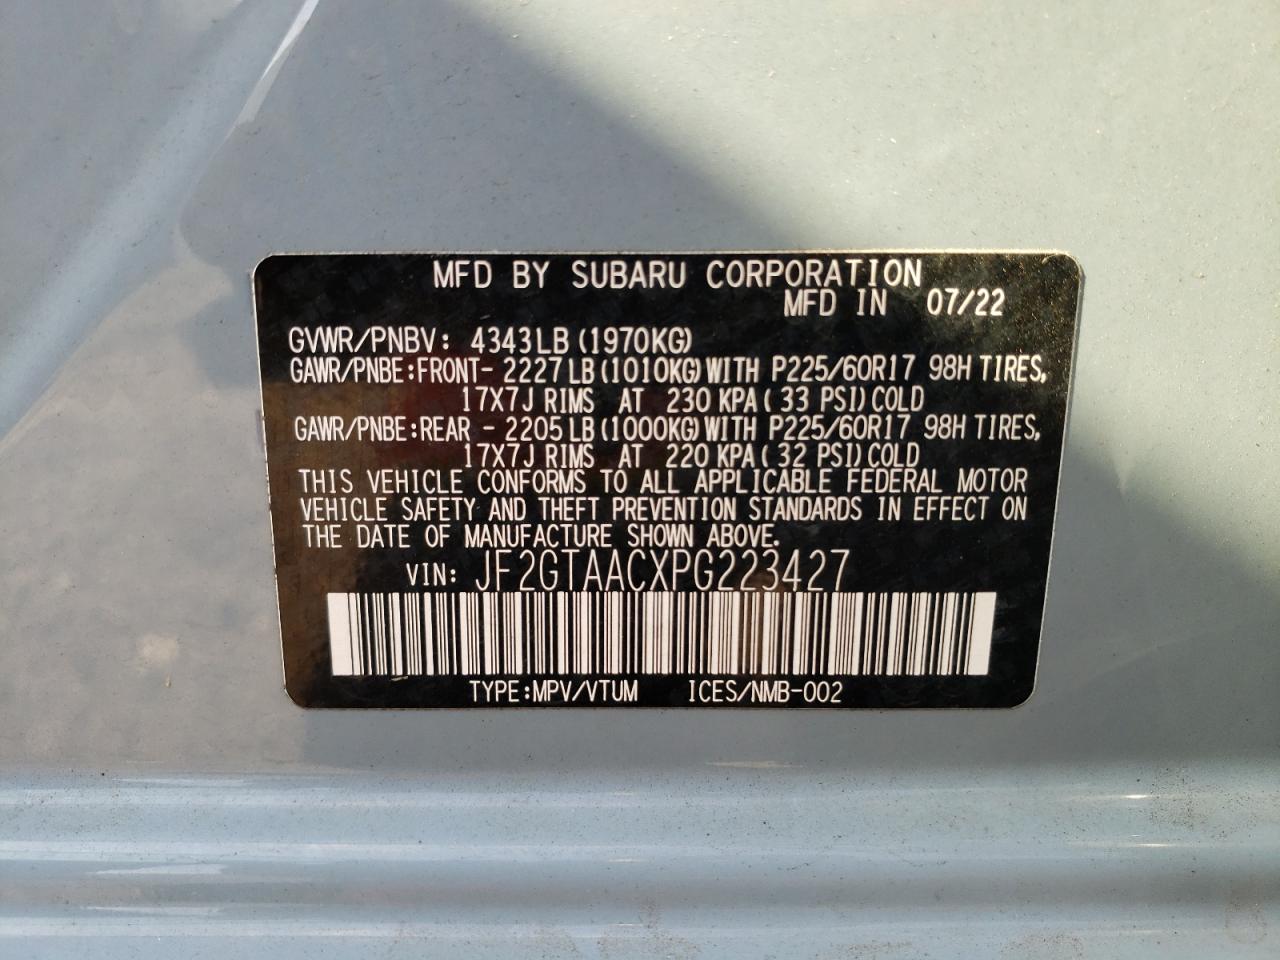 MFD BY SUBARU CORPORATION
MFD IN 07/22
GVWR/PNBV: 4343LB (1970KG)
GAWR/PNBE:FRONT- 2227LB (1010KG) WITH P225/60R17 98H TIRES,
17X7J RIMS AT 230 KPA( 33 PSI) COLD
GAWR/PNBE:REAR - 2205LB (1000KG) WITH P225/60R17 98H TIRES,
17X7J RIMS AT 220 KPA( 32 PSI) COLD
THIS VEHICLE CONFORMS TO ALL APPLICABLE FEDERAL MOTOR
VEHICLE SAFETY AND THEFT PREVENTION STANDARDS IN EFFECT ON
THE DATE OF MANUFACTURE SHOWN ABOVE.
VIN: JF2GTAACXPG223427
TYPE:MPV/VTUM ICES/NMB-002